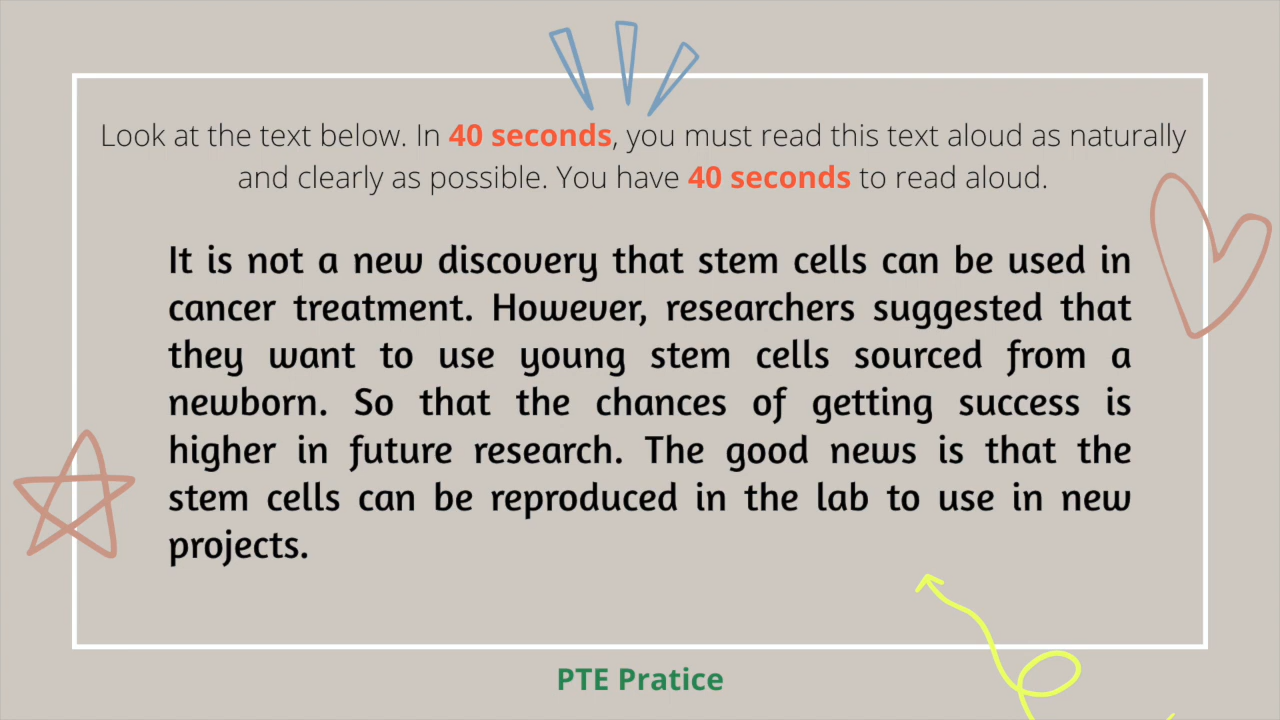 Look at the text below. In 40 seconds, you must read this text aloud as naturally
and clearly as possible. You have 40 seconds to read aloud.
It is not a new discovery that stem cells can be used in
cancer treatment. However, researchers suggested that
they want to use young stem cells sourced from a
newborn. So that the chances of getting success is
higher in future research. The good news is that the
stem cells can be reproduced in the lab to use in new
projects.
PTE Pratice